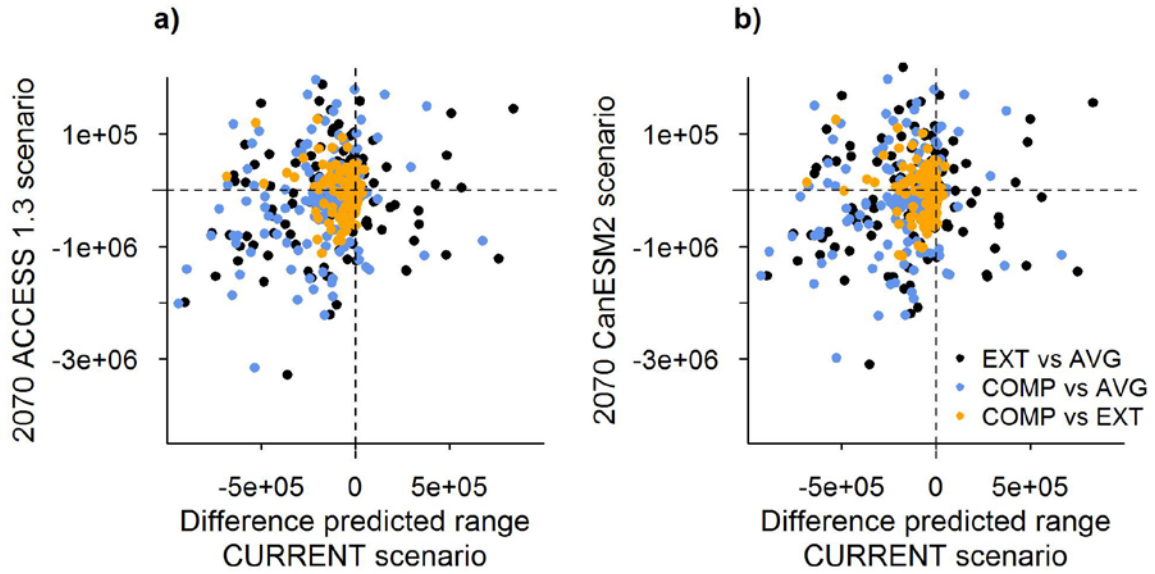 a)
2070 ACCESS 1.3 scenario
1e+05
-1e+06
-3e+06
-5e+05 0 5e+05
Difference predicted range
CURRENT scenario
b)
2070 CanESM2 scenario
1e+05
-1e+06
-3e+06
EXT vs AVG
COMP vs AVG
COMP vs EXT
-5e+05 0 5e+05
Difference predicted range
CURRENT scenario